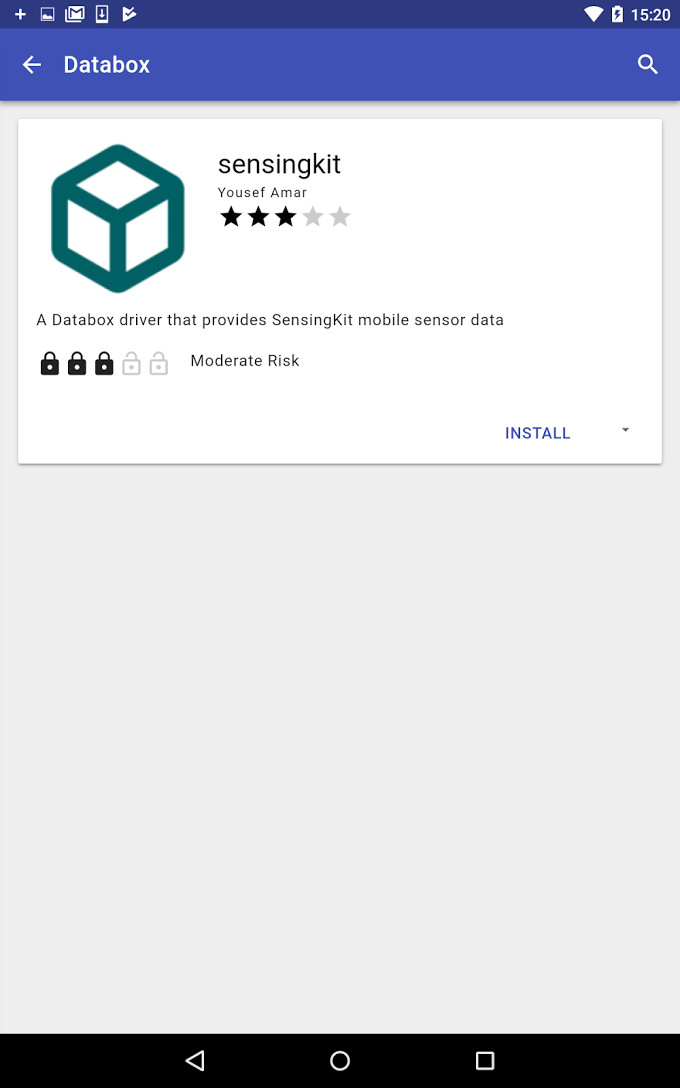 15:20
Databox
sensingkit
Yousef Amar
A Databox driver that provides SensingKit mobile sensor data
Moderate Risk
INSTALL